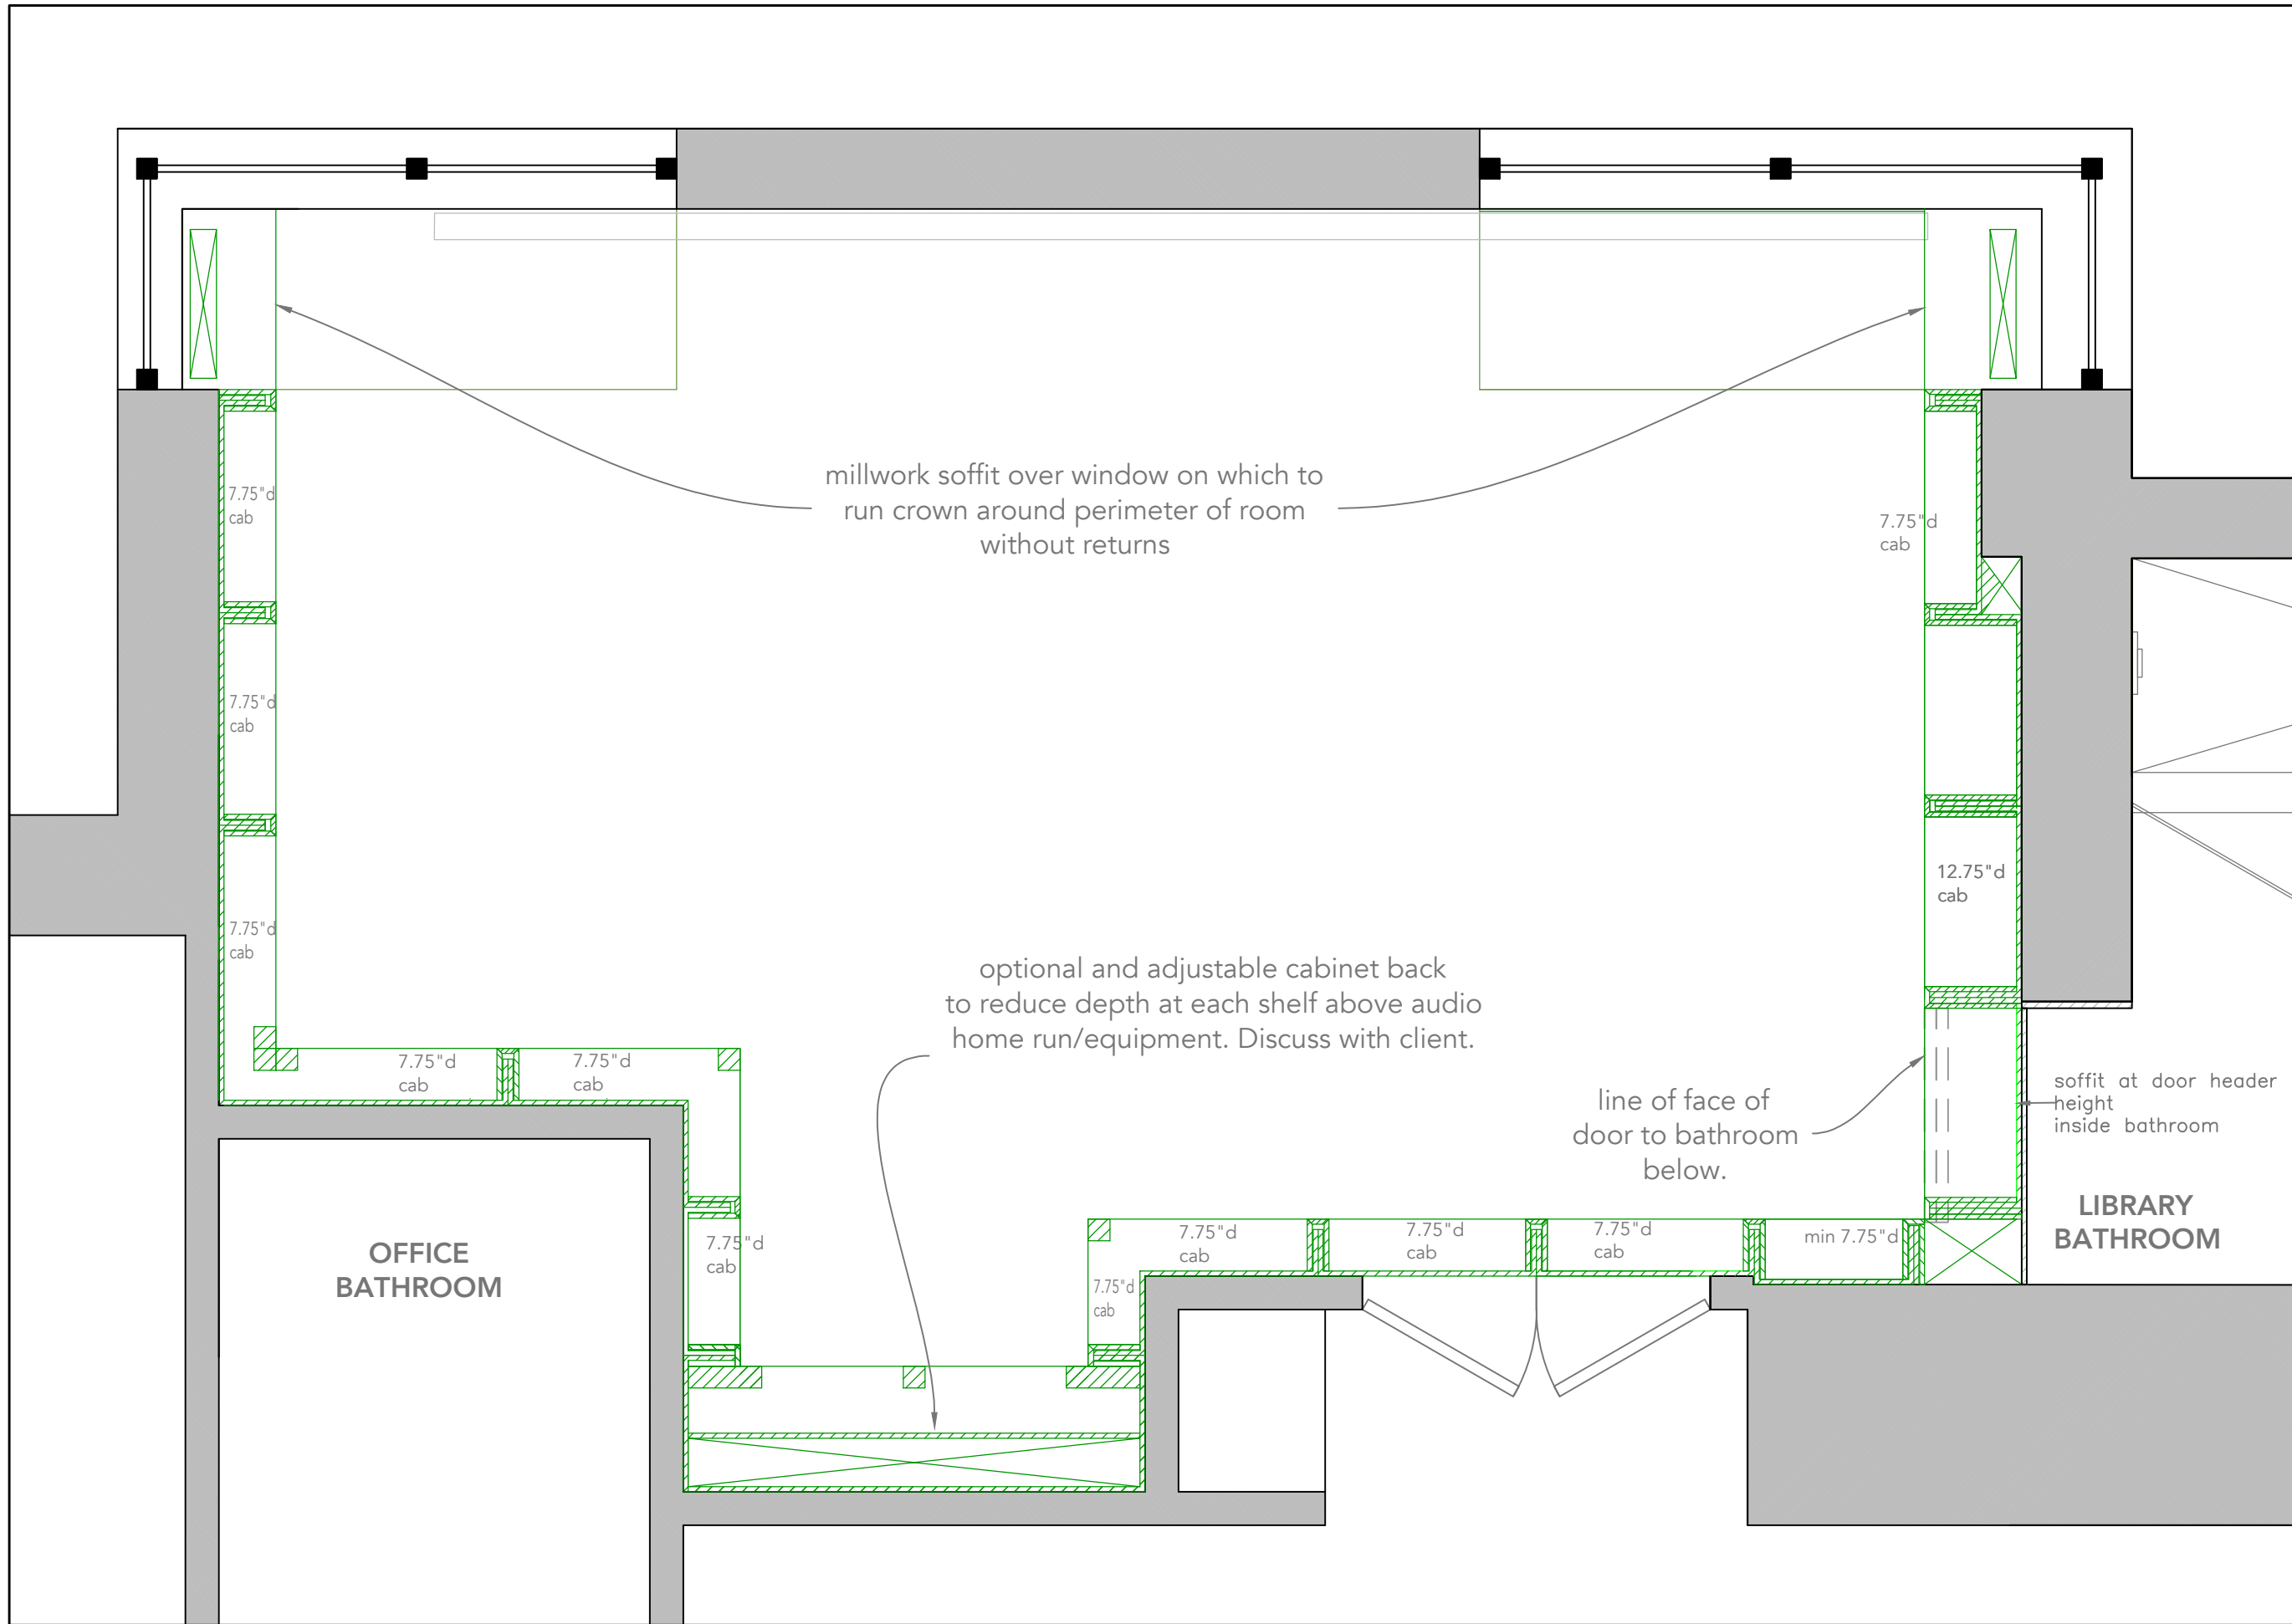 millwork soffit over window on which to
run crown around perimeter of room
without returns
7.75"d
cab
7.75"d
cab
7.75"d
cab
7.75"d
cab
12.75"d
cab
7.75"d
cab
optional and adjustable cabinet back
to reduce depth at each shelf above audio
home run/equipment. Discuss with client.
7.75"d
cab
7.75"d
cab
line of face of
door to bathroom
below.
soffit at door header
height
inside bathroom
LIBRARY
BATHROOM
OFFICE
BATHROOM
7.75"d
cab
7.75"d
cab
7.75"d
cab
7.75"d
cab
7.75"d
cab
min 7.75"d